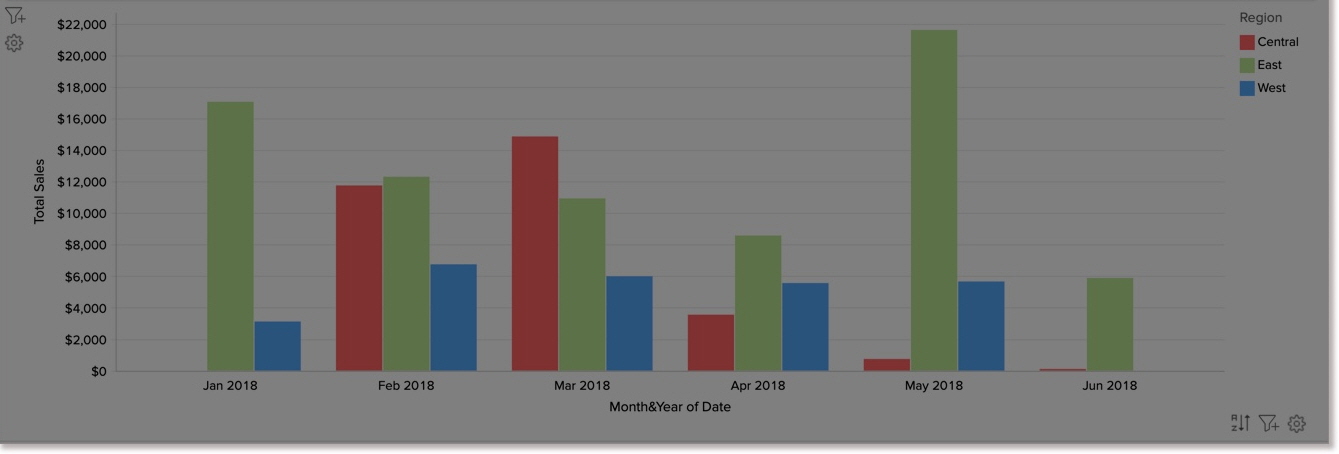 Region
Central
East
West
Total Sales
$22,000
$20,000
$18,000
$16,000
$14,000
$12,000
$10,000
$8,000
$6,000
$4,000
$2,000
$0
Jan 2018 Feb 2018 Mar 2018 Apr 2018 May 2018 Jun 2018
Month&Year of Date